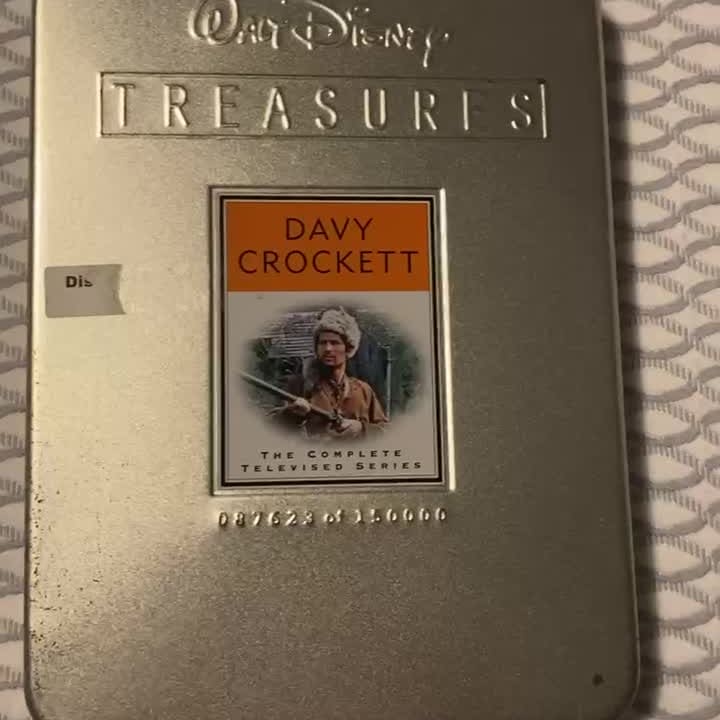 Walt Disney
TREASURES
DAVY
CROCKETT
Dis
THE COMPLETE
TELEVISED SERIES
087623 of 150000